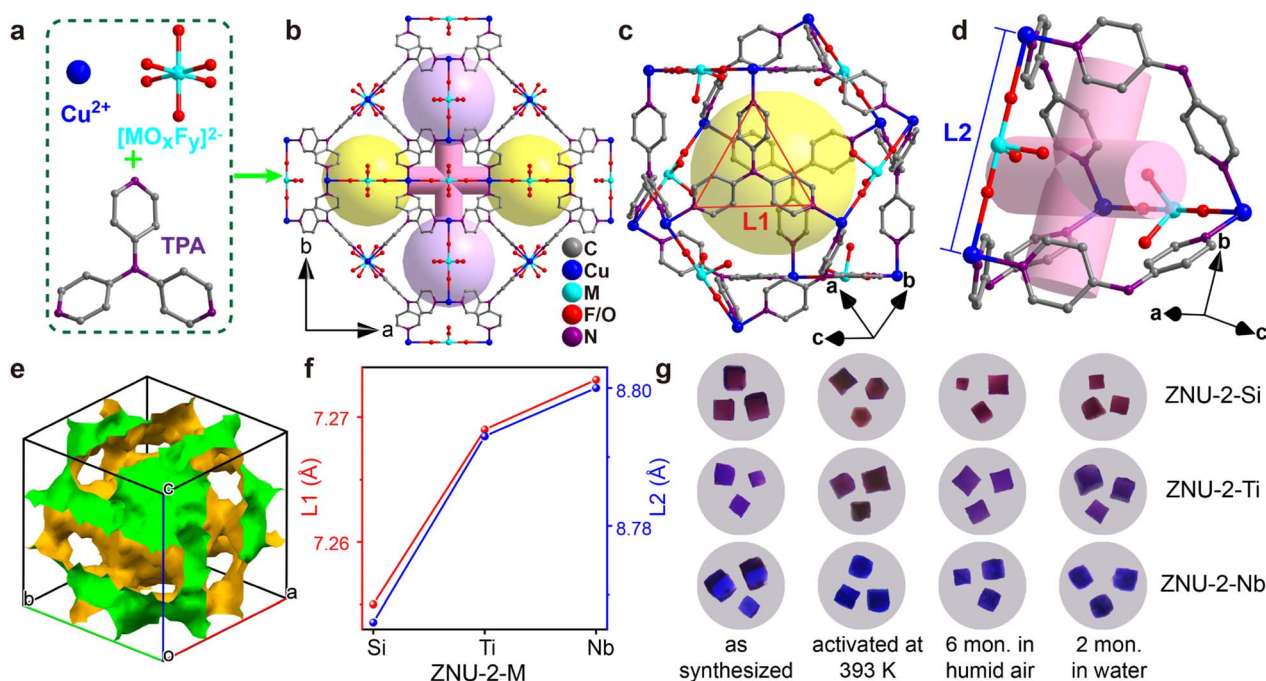 a
Cu2+
[MOxFy]2-
+
TPA
b
b
a
C
Cu
M
F/O
N
c
L1
a
b
c
d
L2
b
a
c
e
c
b
a
o
f
L1 (Å)
7.27
7.26
8.80
8.78
L2 (Å)
Si Ti Nb
ZNU-2-M
g
ZNU-2-Si
ZNU-2-Ti
ZNU-2-Nb
as
synthesized
activated at
393 K
6 mon. in
humid air
2 mon.
in water